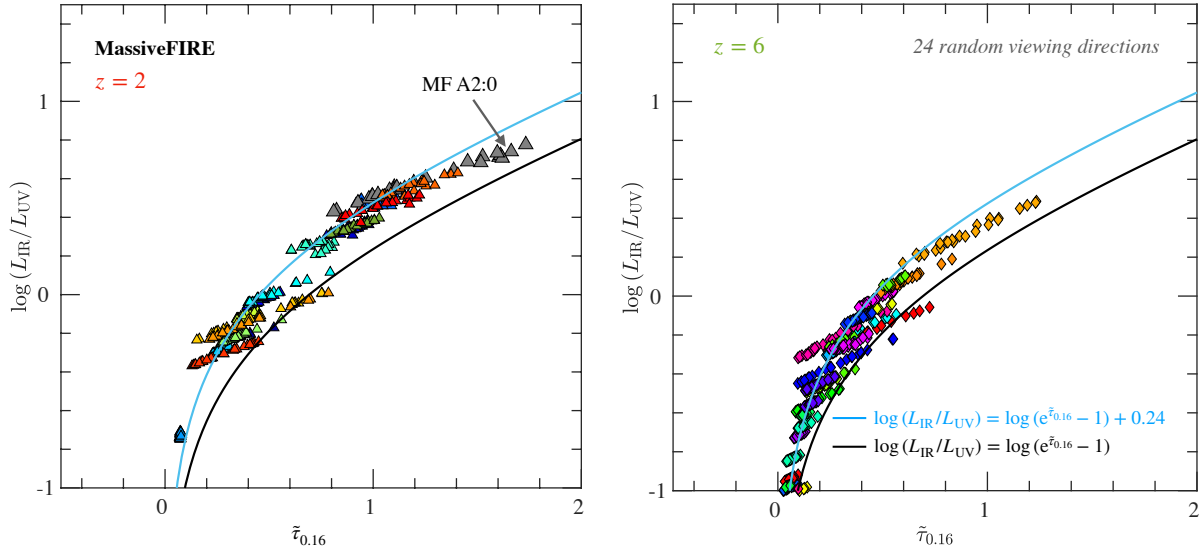 MassiveFIRE
z = 2
MF A2:0
1
0
-1
0
1
2
log (L_IR/L_UV)
τ̃_0.16
z = 6
24 random viewing directions
1
0
-1
0
1
2
log (L_IR/L_UV)
τ̃_0.16
log (L_IR/L_UV) = log (e^τ̃_0.16 − 1) + 0.24
log (L_IR/L_UV) = log (e^τ̃_0.16 − 1)